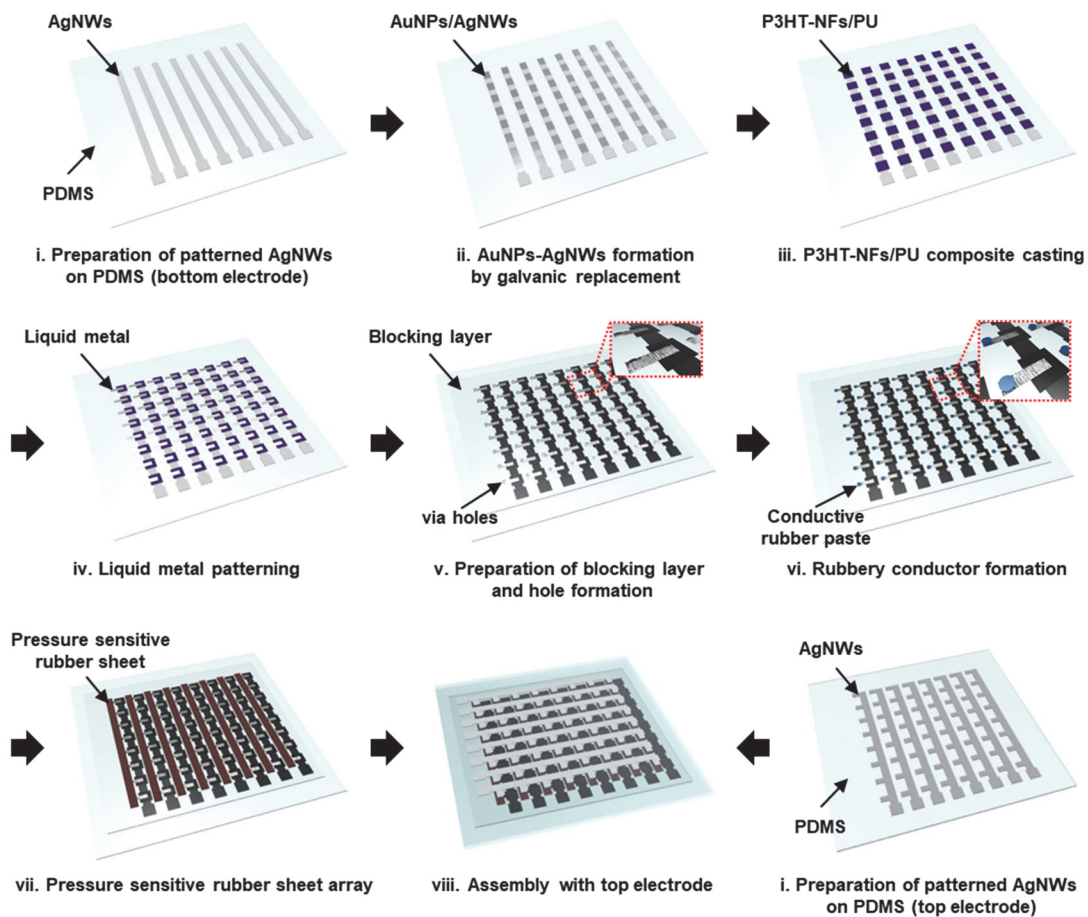 AgNWs
PDMS
i. Preparation of patterned AgNWs
on PDMS (bottom electrode)
AuNPs/AgNWs
ii. AuNPs-AgNWs formation
by galvanic replacement
P3HT-NFs/PU
iii. P3HT-NFs/PU composite casting
Liquid metal
iv. Liquid metal patterning
Blocking layer
via holes
v. Preparation of blocking layer
and hole formation
Conductive
rubber paste
vi. Rubbery conductor formation
Pressure sensitive
rubber sheet
vii. Pressure sensitive rubber sheet array
viii. Assembly with top electrode
AgNWs
PDMS
i. Preparation of patterned AgNWs
on PDMS (top electrode)